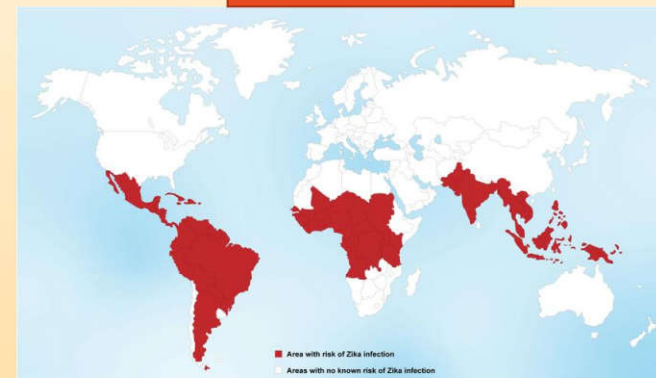 Area with risk of Zika infection
Areas with no known risk of Zika infection